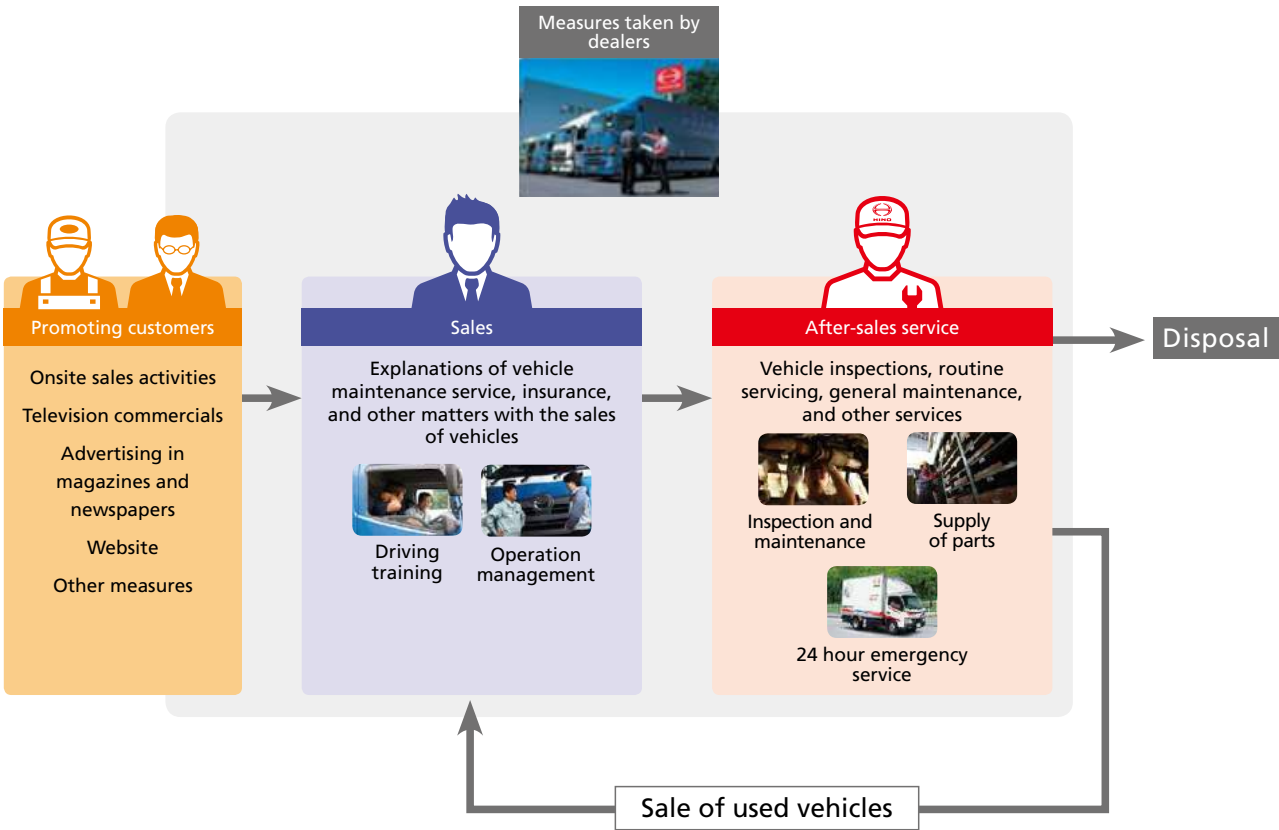 Measures taken by
dealers
HINO
Promoting customers
Onsite sales activities
Television commercials
Advertising in
magazines and
newspapers
Website
Other measures
Sales
Explanations of vehicle
maintenance service, insurance,
and other matters with the sales
of vehicles
Driving
training
Operation
management
After-sales service
Vehicle inspections, routine
servicing, general maintenance,
and other services
Inspection and
maintenance
Supply
of parts
24 hour emergency
service
Disposal
Sale of used vehicles